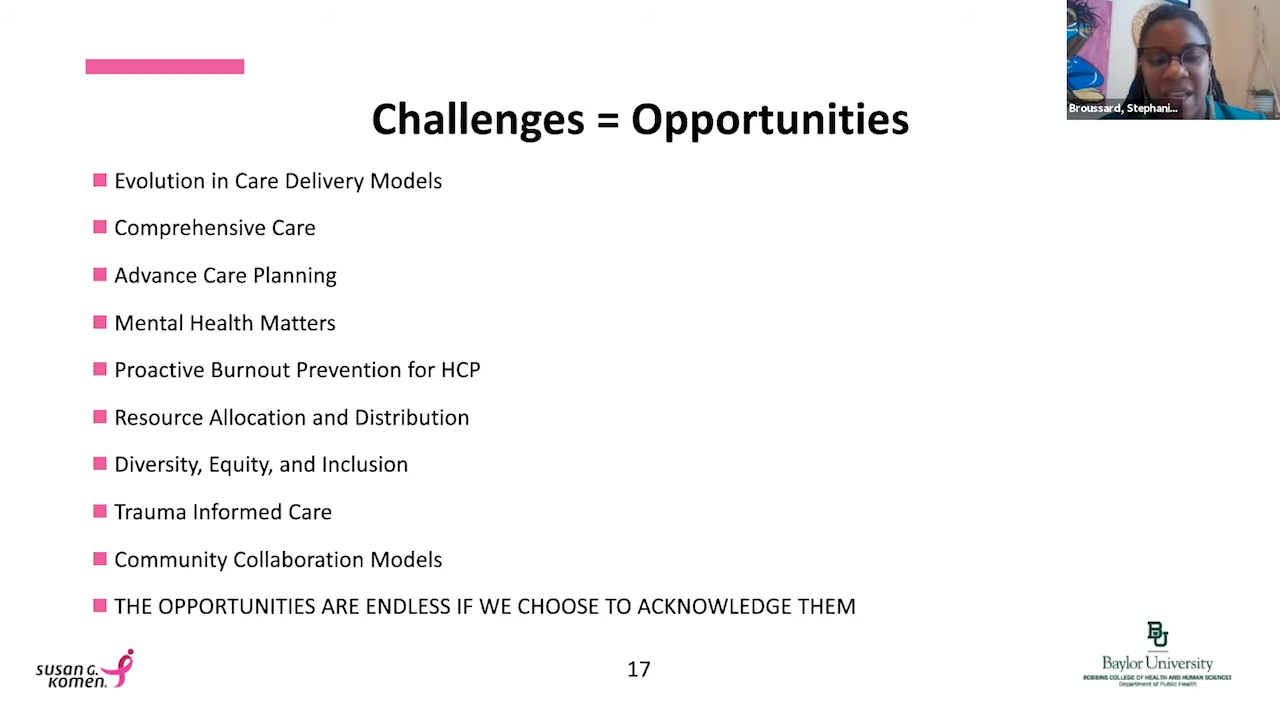 Broussard, Stephani...
Challenges = Opportunities
Evolution in Care Delivery Models
Comprehensive Care
Advance Care Planning
Mental Health Matters
Proactive Burnout Prevention for HCP
Resource Allocation and Distribution
Diversity, Equity, and Inclusion
Trauma Informed Care
Community Collaboration Models
THE OPPORTUNITIES ARE ENDLESS IF WE CHOOSE TO ACKNOWLEDGE THEM
susan G.
komen.
17
BU
Baylor University
ROBBINS COLLEGE OF HEALTH AND HUMAN SCIENCES
Department of Public Health